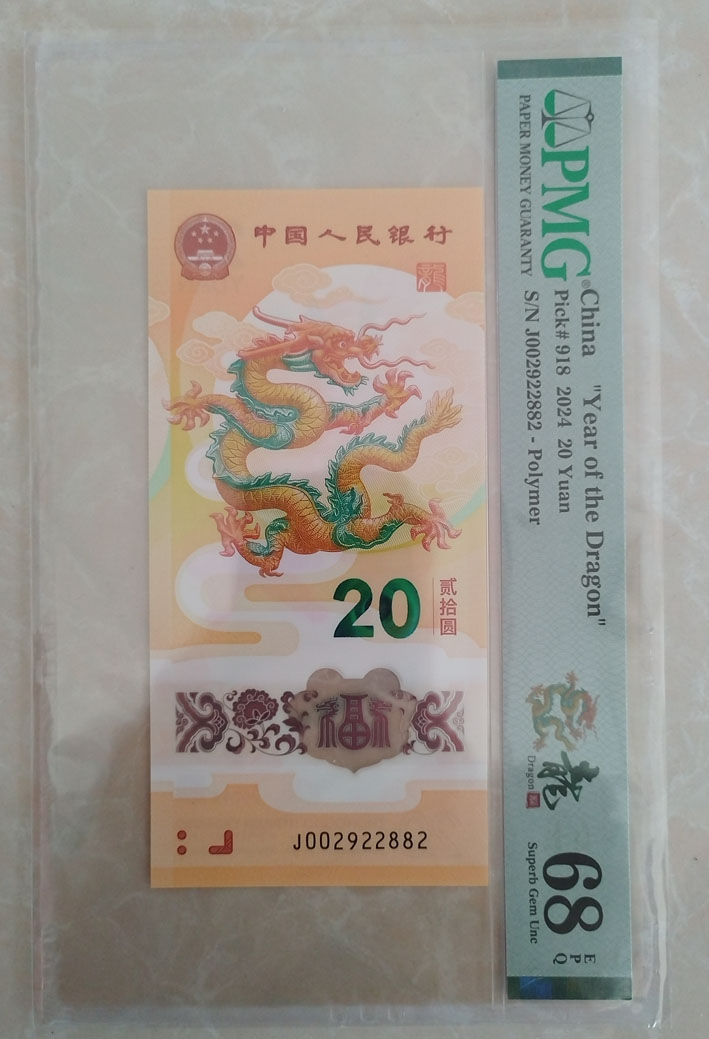 中国人民银行
龍
20
贰拾圆
福
J002922882
PMG®
PAPER MONEY GUARANTY
China "Year of the Dragon"
Pick# 918 2024 20 Yuan
S/N J002922882 - Polymer
龍
Dragon
68
EPQ
Superb Gem Unc